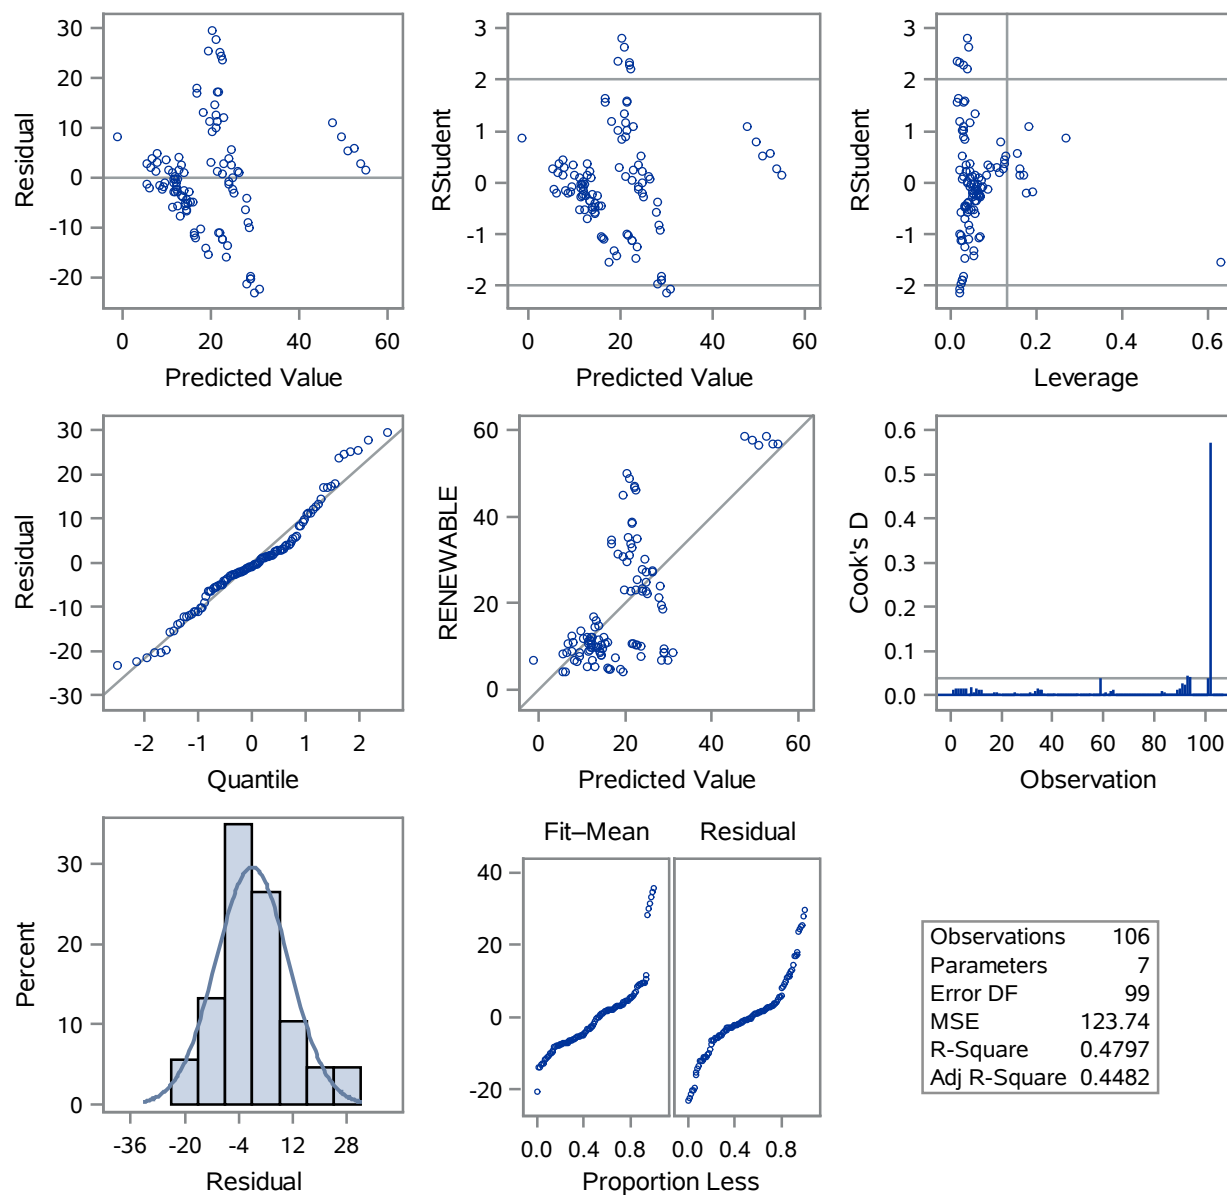 30
20
10
0
-10
-20
Residual
0 20 40 60
Predicted Value
3
2
1
0
-1
-2
RStudent
0 20 40 60
Predicted Value
3
2
1
0
-1
-2
RStudent
0.0 0.2 0.4 0.6
Leverage
30
20
10
0
-10
-20
-30
Residual
-2 -1 0 1 2
Quantile
60
40
20
0
RENEWABLE
0 20 40 60
Predicted Value
0.6
0.5
0.4
0.3
0.2
0.1
0.0
Cook's D
0 20 40 60 80 100
Observation
30
20
10
0
Percent
-36 -20 -4 12 28
Residual
Fit–Mean Residual
40
20
0
-20
0.0 0.4 0.8 0.0 0.4 0.8
Proportion Less
Observations 106
Parameters 7
Error DF 99
MSE 123.74
R-Square 0.4797
Adj R-Square 0.4482